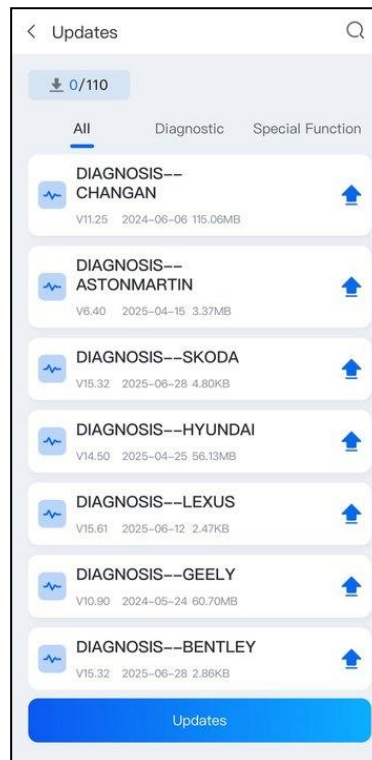 Updates
0/110
All Diagnostic Special Function
DIAGNOSIS--
CHANGAN
V11.25 2024-06-06 115.06MB
DIAGNOSIS--
ASTONMARTIN
V6.40 2025-04-15 3.37MB
DIAGNOSIS--SKODA
V15.32 2025-06-28 4.80KB
DIAGNOSIS--HYUNDAI
V14.50 2025-04-25 56.13MB
DIAGNOSIS--LEXUS
V15.61 2025-06-12 2.47KB
DIAGNOSIS--GEELY
V10.90 2024-05-24 60.70MB
DIAGNOSIS--BENTLEY
V15.32 2025-06-28 2.86KB
Updates